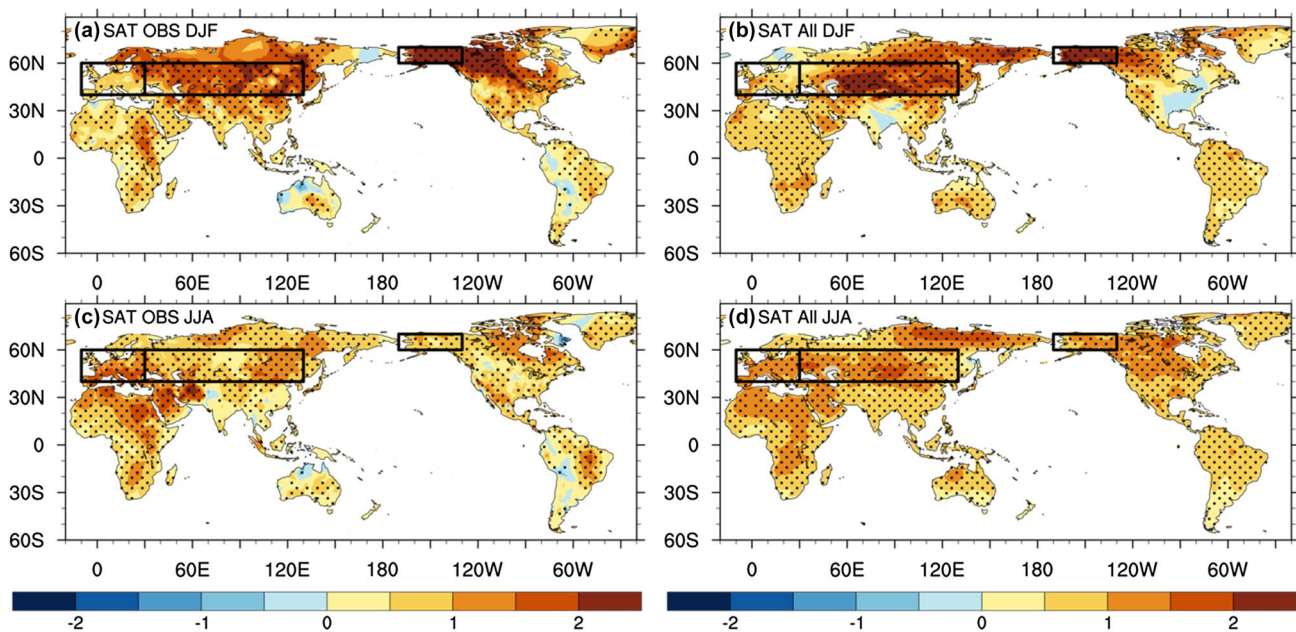 (a) SAT OBS DJF
60N
30N
0
30S
60S
0 60E 120E 180 120W 60W
(b) SAT All DJF
60N
30N
0
30S
60S
0 60E 120E 180 120W 60W
(c) SAT OBS JJA
60N
30N
0
30S
60S
0 60E 120E 180 120W 60W
(d) SAT All JJA
60N
30N
0
30S
60S
0 60E 120E 180 120W 60W
-2 -1 0 1 2
-2 -1 0 1 2